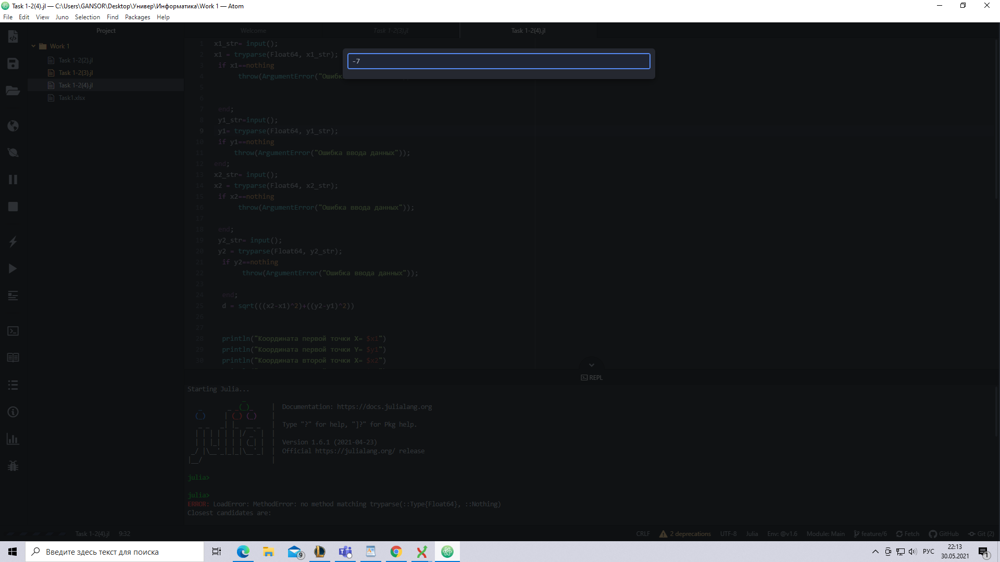 Task 1-2(4).jl — C:\Users\GANSOR\Desktop\Универ\Информатика\Work 1 — Atom
File Edit View Juno Selection Find Packages Help
Project
Welcome
Task 1-2(3).jl
Task 1-2(4).jl
Work 1
Task 1-2(2).jl
Task 1-2(3).jl
Task 1-2(4).jl
Task1.xlsx
-7
1 x1_str= input();
2 x1 = tryparse(Float64, x1_str);
3 if x1==nothing
4 throw(ArgumentError("Ошибк
5
6
7 end;
8 y1_str=input();
9 y1= tryparse(Float64, y1_str);
10 if y1==nothing
11 throw(ArgumentError("Ошибка ввода данных"));
12 end;
13 x2_str= input();
14 x2 = tryparse(Float64, x2_str);
15 if x2==nothing
16 throw(ArgumentError("Ошибка ввода данных"));
17
18 end;
19 y2_str= input();
20 y2 = tryparse(Float64, y2_str);
21 if y2==nothing
22 throw(ArgumentError("Ошибка ввода данных"));
23
24 end;
25 d = sqrt(((x2-x1)^2)+((y2-y1)^2))
26
27
28 println("Координата первой точки X= $x1")
29 println("Координата первой точки Y= $y1")
30 println("Координата второй точки X= $x2")
REPL
Starting Julia...
Documentation: https://docs.julialang.org
Type "?" for help, "]?" for Pkg help.
Version 1.6.1 (2021-04-23)
Official https://julialang.org/ release
julia>
julia>
ERROR: LoadError: MethodError: no method matching tryparse(::Type{Float64}, ::Nothing)
Closest candidates are:
Task 1-2(4).jl 9:32 CRLF 2 deprecations UTF-8 Julia Env: @v1.6 Module: Main feature/6 Fetch GitHub Git (2)
Введите здесь текст для поиска
9
РУС
22:13
30.05.2021
1